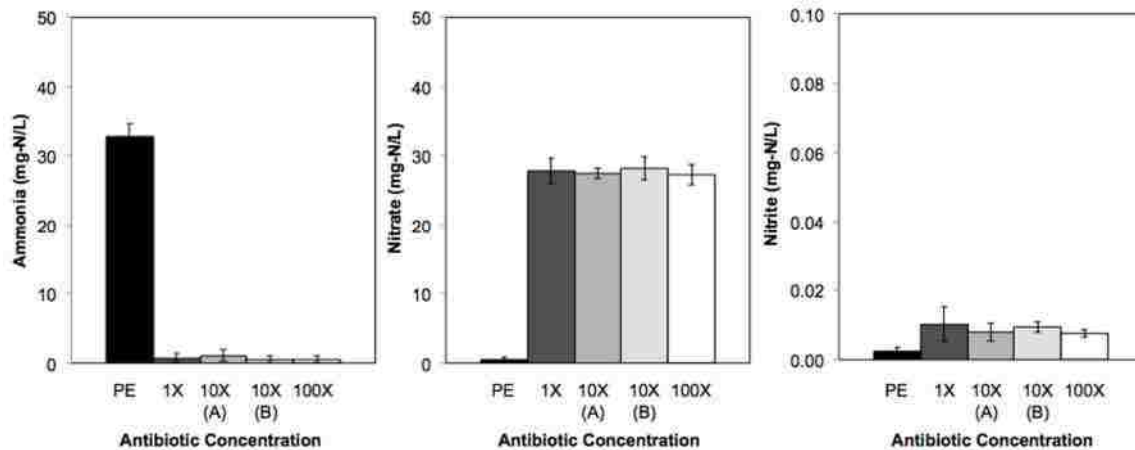 Ammonia (mg-N/L)
50
40
30
20
10
0
PE 1X 10X 10X 100X
(A) (B)
Antibiotic Concentration
Nitrate (mg-N/L)
50
40
30
20
10
0
PE 1X 10X 10X 100X
(A) (B)
Antibiotic Concentration
Nitrite (mg-N/L)
0.10
0.08
0.06
0.04
0.02
0.00
PE 1X 10X 10X 100X
(A) (B)
Antibiotic Concentration